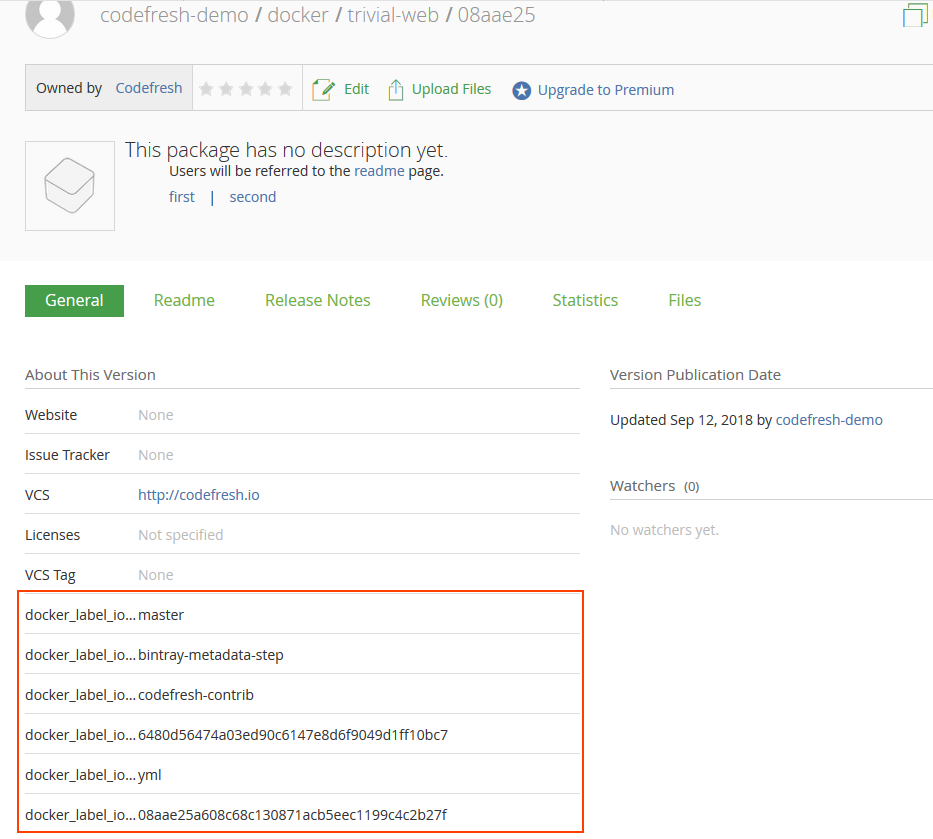 codefresh-demo / docker / trivial-web / 08aae25
Owned by Codefresh Edit Upload Files Upgrade to Premium
This package has no description yet.
Users will be referred to the readme page.
first | second
General Readme Release Notes Reviews (0) Statistics Files
About This Version
Website None
Issue Tracker None
VCS http://codefresh.io
Licenses Not specified
VCS Tag None
docker_label_io... master
docker_label_io... bintray-metadata-step
docker_label_io... codefresh-contrib
docker_label_io... 6480d56474a03ed90c6147e8d6f9049d1ff10bc7
docker_label_io... yml
docker_label_io... 08aae25a608c68c130871acb5eec1199c4c2b27f
Version Publication Date
Updated Sep 12, 2018 by codefresh-demo
Watchers (0)
No watchers yet.